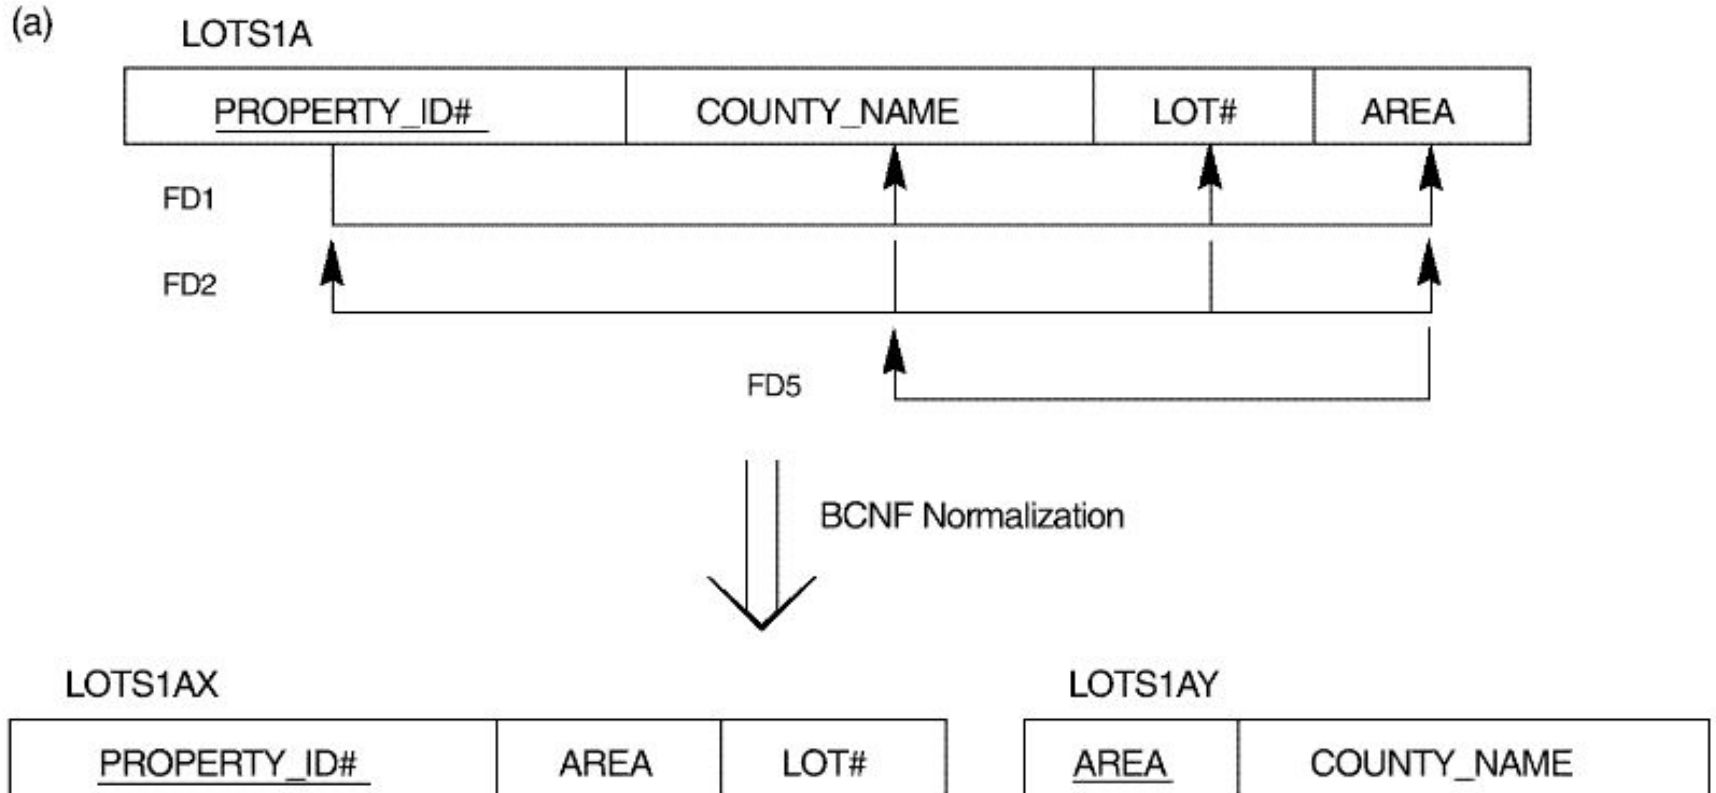 (a)
LOTS1A
PROPERTY_ID# COUNTY_NAME LOT# AREA
FD1
FD2
FD5
BCNF Normalization
LOTS1AX LOTS1AY
PROPERTY_ID# AREA LOT# AREA COUNTY_NAME